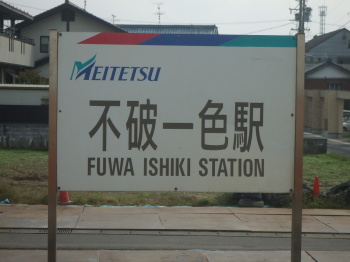 MEITETSU
不破一色駅
FUWA ISHIKI STATION